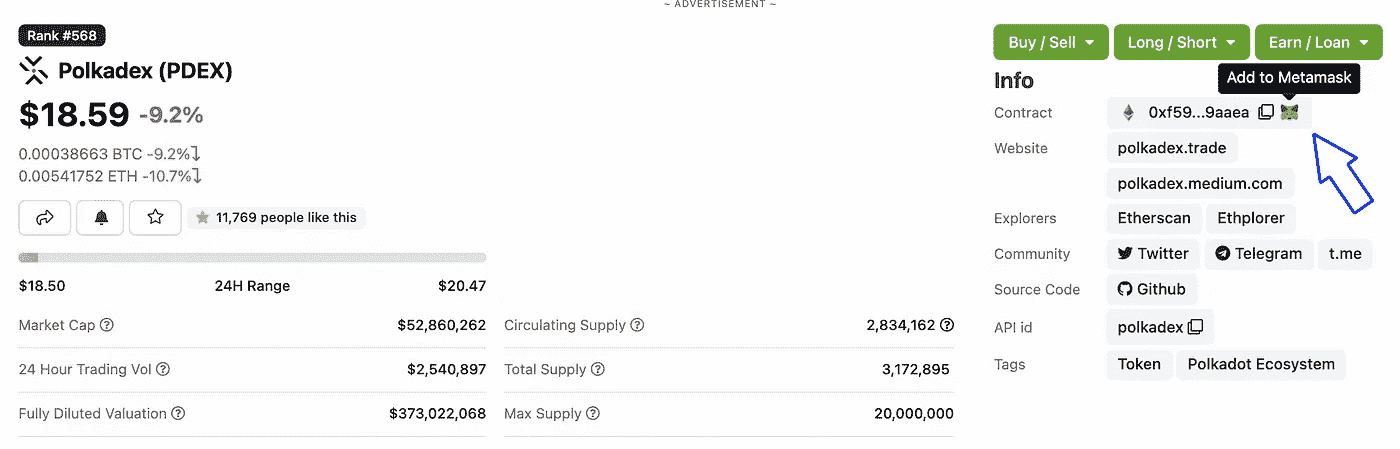 ~ ADVERTISEMENT ~
Rank #568
Polkadex (PDEX)
$18.59 -9.2%
0.00038663 BTC -9.2%
0.00541752 ETH -10.7%
11,769 people like this
$18.50 24H Range $20.47
Market Cap $52,860,262
24 Hour Trading Vol $2,540,897
Fully Diluted Valuation $373,022,068
Circulating Supply 2,834,162
Total Supply 3,172,895
Max Supply 20,000,000
Buy / Sell Long / Short Earn / Loan
Add to Metamask
Info
Contract 0xf59...9aaea
Website polkadex.trade
polkadex.medium.com
Explorers Etherscan Ethplorer
Community Twitter Telegram t.me
Source Code Github
API id polkadex
Tags Token Polkadot Ecosystem